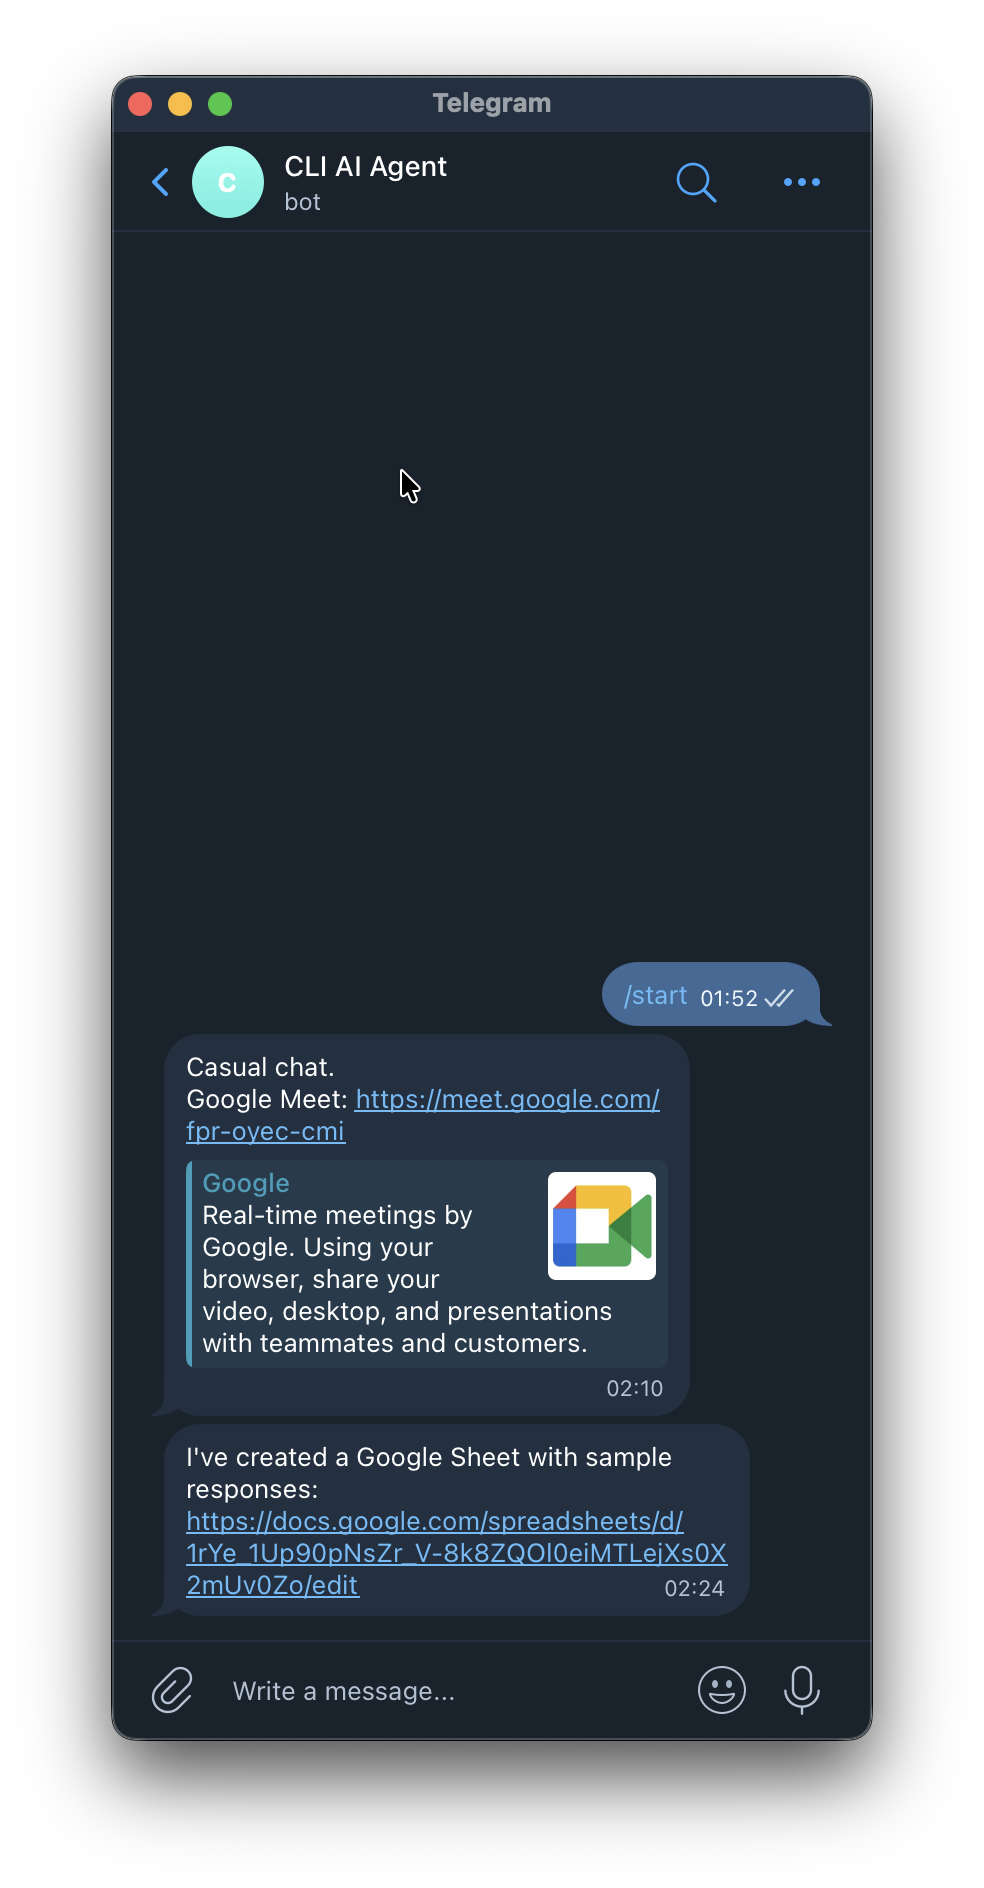 Telegram
C
CLI AI Agent
bot
/start 01:52
Casual chat.
Google Meet: https://meet.google.com/
fpr-oyec-cmi
Google
Real-time meetings by
Google. Using your
browser, share your
video, desktop, and presentations
with teammates and customers.
02:10
I've created a Google Sheet with sample
responses:
https://docs.google.com/spreadsheets/d/
1rYe_1Up90pNsZr_V-8k8ZQOl0eiMTLejXs0X
2mUv0Zo/edit 02:24
Write a message...